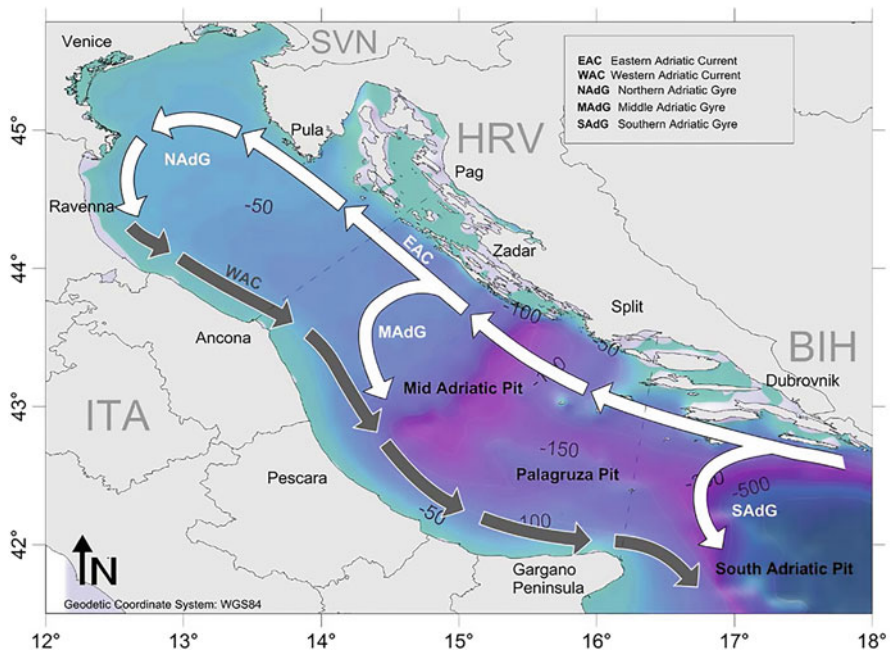 Venice
SVN
EAC Eastern Adriatic Current
WAC Western Adriatic Current
NAdG Northern Adriatic Gyre
MAdG Middle Adriatic Gyre
SAdG Southern Adriatic Gyre
45°
Pula
HRV
NAdG
Pag
Ravenna
-50
EAC
Zadar
44°
WAC
Split
-100
Ancona
MAdG
-50
BIH
Dubrovnik
Mid Adriatic Pit
43°
ITA
-150
Pescara
Palagruza Pit
-500
SAdG
-50
100
42°
N
Gargano
Peninsula
South Adriatic Pit
Geodetic Coordinate System: WGS84
12°
13°
14°
15°
16°
17°
18°